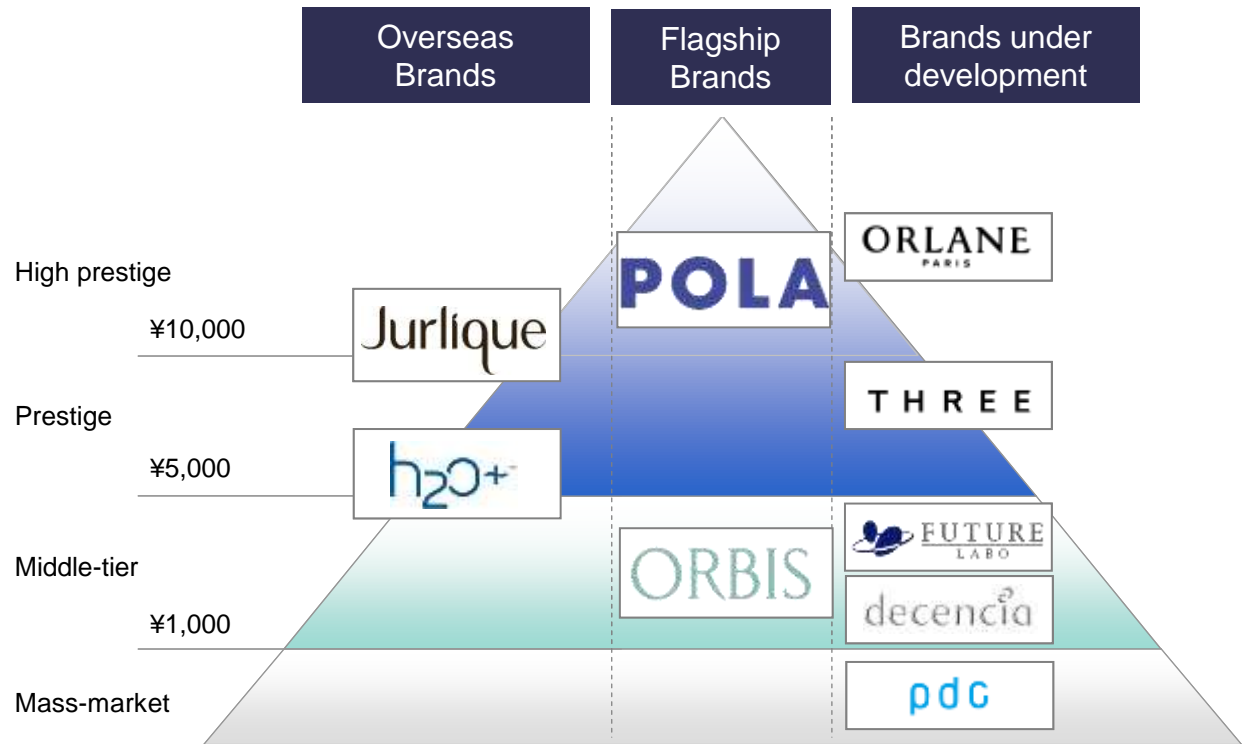 Overseas
Brands
Flagship
Brands
Brands under
development
High prestige
¥10,000
Prestige
¥5,000
Middle-tier
¥1,000
Mass-market
Jurlique
h2o+
POLA
ORBIS
ORLANE
PARIS
THREE
FUTURE
LABO
decencia
pdc